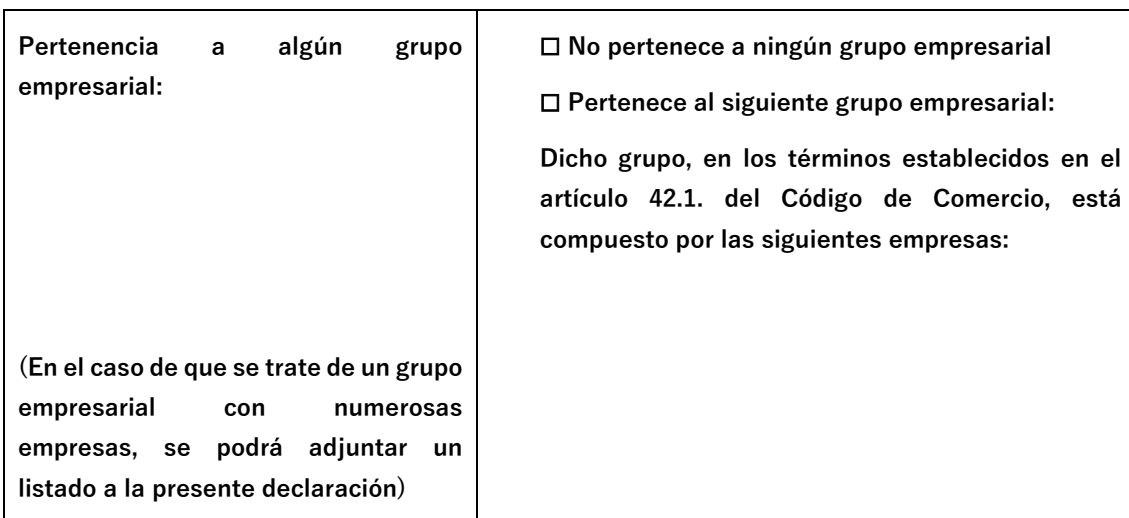 Pertenencia a algún grupo
empresarial:
(En el caso de que se trate de un grupo
empresarial con numerosas
empresas, se podrá adjuntar un
listado a la presente declaración)
☐ No pertenece a ningún grupo empresarial
☐ Pertenece al siguiente grupo empresarial:
Dicho grupo, en los términos establecidos en el
artículo 42.1. del Código de Comercio, está
compuesto por las siguientes empresas: